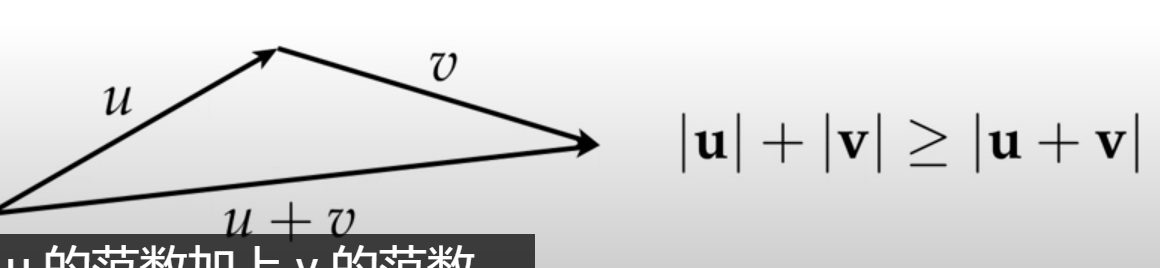 u
v
|u| + |v| ≥ |u + v|
u + v
u 的范数加上 v 的范数